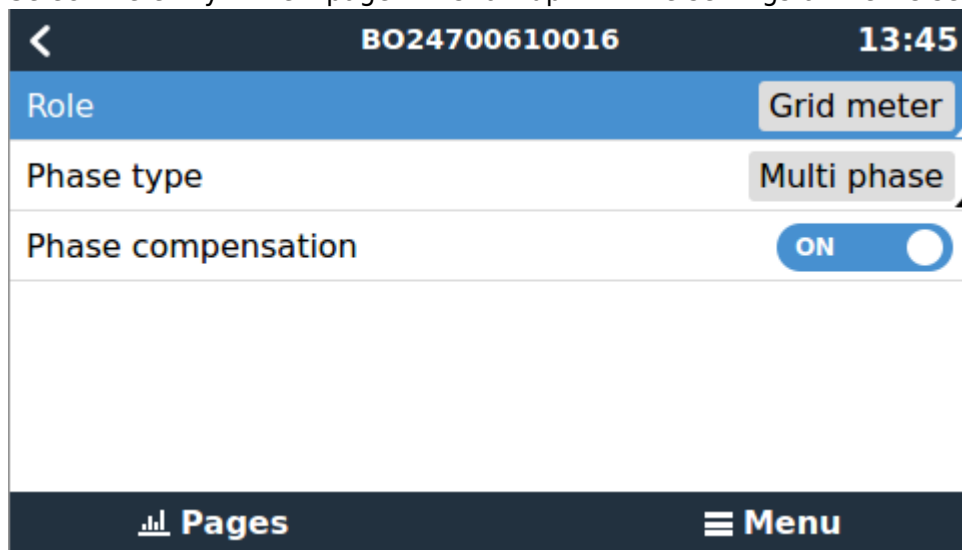 BO24700610016 13:45
Role Grid meter
Phase type Multi phase
Phase compensation ON
Pages Menu